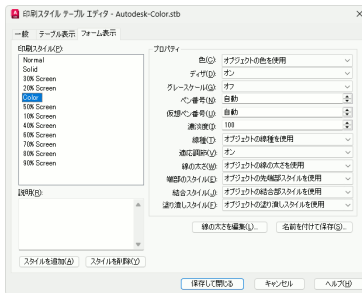 印刷スタイル テーブル エディタ - Autodesk-Color.stb
一般 テーブル表示 フォーム表示
印刷スタイル(P):
Normal
Solid
30% Screen
20% Screen
Color
50% Screen
10% Screen
40% Screen
60% Screen
70% Screen
80% Screen
90% Screen
説明(R):
スタイルを追加(A) スタイルを削除(Y)
プロパティ
色(C): オブジェクトの色を使用
ディザ(D): オン
グレースケール(G): オフ
ペン番号(N): 自動
仮想ペン番号(U): 自動
濃淡度(I): 100
線種(T): オブジェクトの線種を使用
適応調節(V): オン
線の太さ(W): オブジェクトの線の太さを使用
端部のスタイル(E): オブジェクトの先端部スタイルを使用
結合スタイル(J): オブジェクトの結合部スタイルを使用
塗り潰しスタイル(F): オブジェクトの塗り潰しスタイルを使用
線の太さを編集(L)... 名前を付けて保存(S)...
保存して閉じる キャンセル ヘルプ(H)